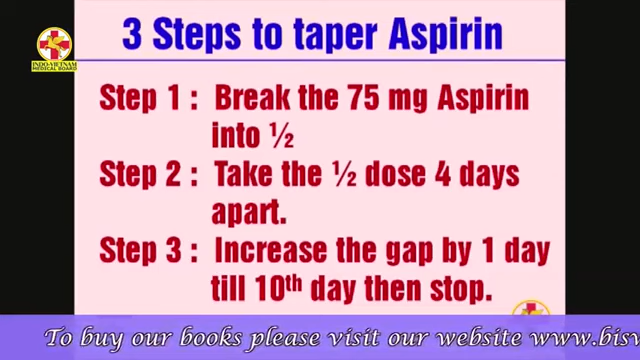 3 Steps to taper Aspirin
INDO-VIETNAM
MEDICAL BOARD
Step 1 : Break the 75 mg Aspirin
into ½
Step 2 : Take the ½ dose 4 days
apart.
Step 3 : Increase the gap by 1 day
till 10th day then stop.
To buy our books please visit our website www.bisv